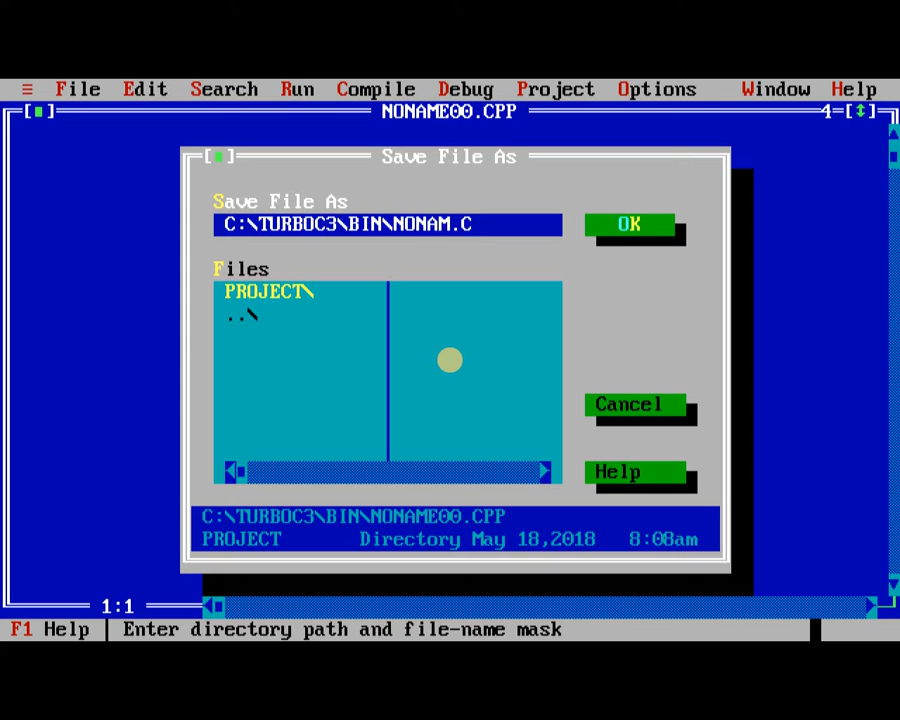 ≡ File Edit Search Run Compile Debug Project Options Window Help
NONAME00.CPP 4
Save File As
Save File As
C:\TURBOC3\BIN\NONAM.C OK
Files
PROJECT\
..\
Cancel
Help
C:\TURBOC3\BIN\NONAME00.CPP
PROJECT Directory May 18,2018 8:08am
1:1
F1 Help │ Enter directory path and file-name mask